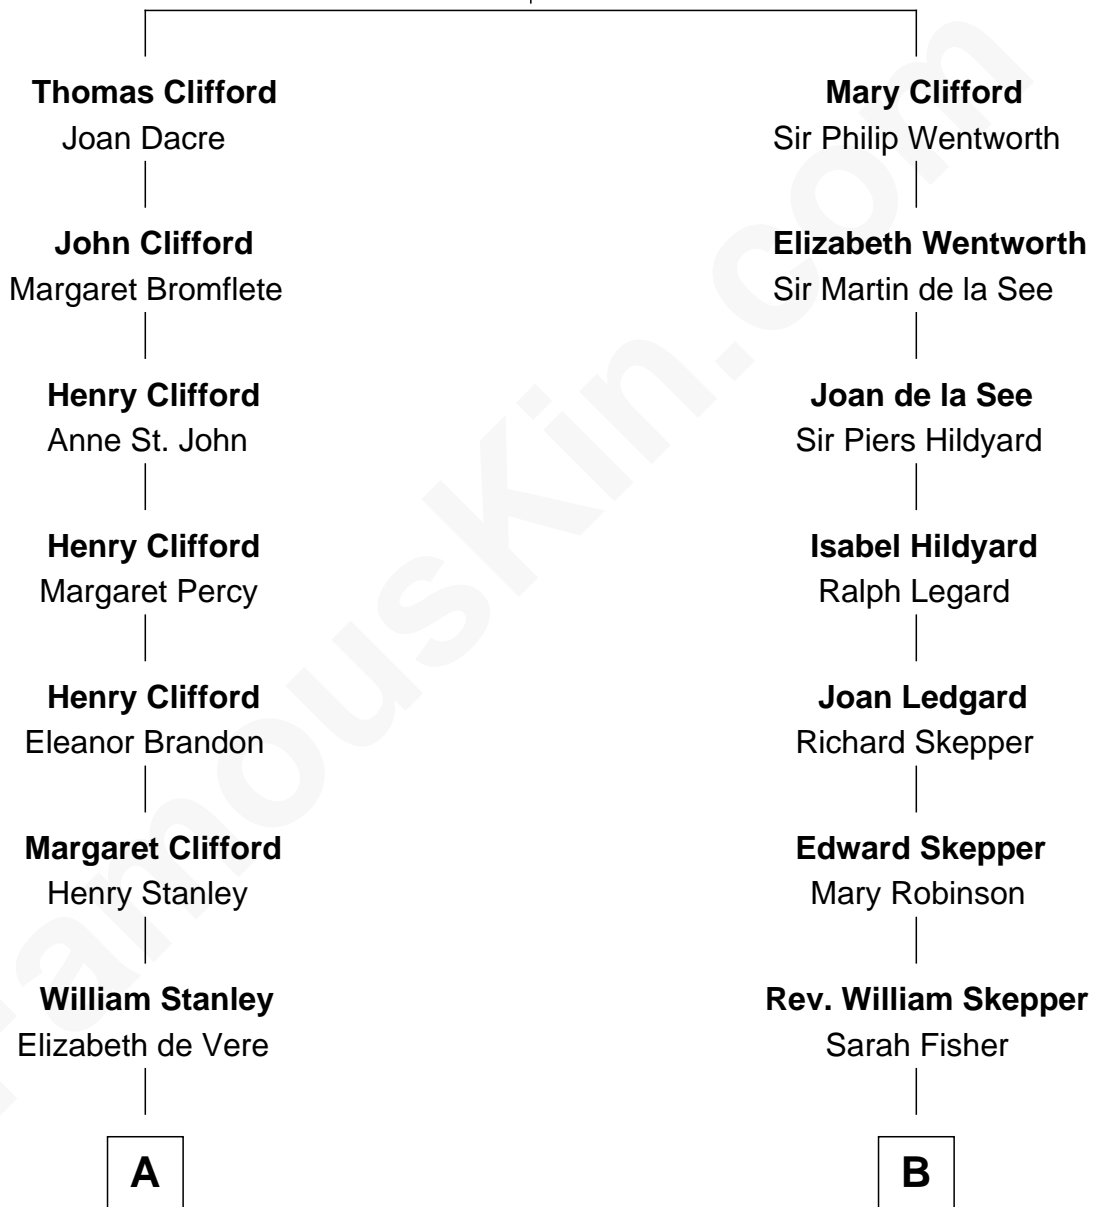 Thomas Clifford
Joan Dacre
John Clifford
Margaret Bromflete
Henry Clifford
Anne St. John
Henry Clifford
Margaret Percy
Henry Clifford
Eleanor Brandon
Margaret Clifford
Henry Stanley
William Stanley
Elizabeth de Vere
A
Mary Clifford
Sir Philip Wentworth
Elizabeth Wentworth
Sir Martin de la See
Joan de la See
Sir Piers Hildyard
Isabel Hildyard
Ralph Legard
Joan Ledgard
Richard Skepper
Edward Skepper
Mary Robinson
Rev. William Skepper
Sarah Fisher
B
FamousKin.com